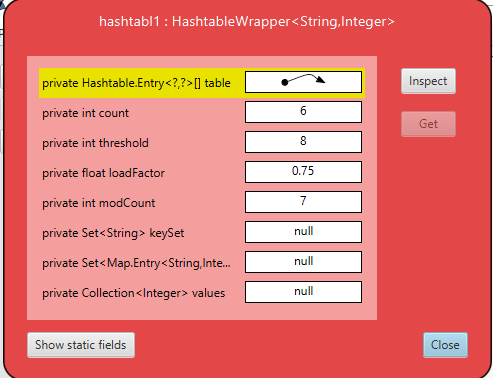 hashtabl1 : HashtableWrapper<String,Integer>
private Hashtable.Entry<?,?>[] table
Inspect
private int count 6
Get
private int threshold 8
private float loadFactor 0.75
private int modCount 7
private Set<String> keySet null
private Set<Map.Entry<String,Inte... null
private Collection<Integer> values null
Show static fields
Close